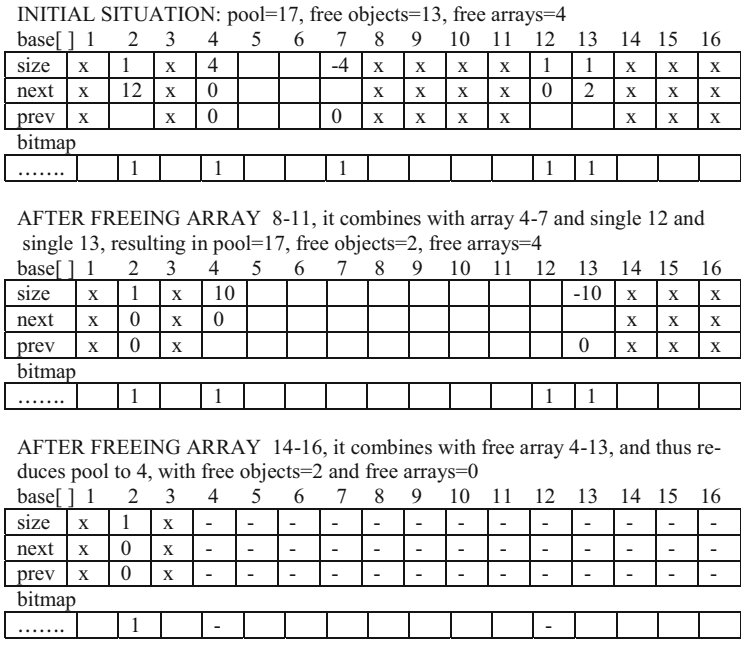 INITIAL SITUATION: pool=17, free objects=13, free arrays=4
base[ ] 1 2 3 4 5 6 7 8 9 10 11 12 13 14 15 16
size x 1 x 4 -4 x x x x 1 1 x x x
next x 12 x 0 x x x x 0 2 x x x
prev x x 0 0 x x x x x x x
bitmap
....... 1 1 1 1 1
AFTER FREEING ARRAY 8-11, it combines with array 4-7 and single 12 and
single 13, resulting in pool=17, free objects=2, free arrays=4
base[ ] 1 2 3 4 5 6 7 8 9 10 11 12 13 14 15 16
size x 1 x 10 -10 x x x
next x 0 x 0 x x x
prev x 0 x 0 x x x
bitmap
....... 1 1 1 1
AFTER FREEING ARRAY 14-16, it combines with free array 4-13, and thus re-
duces pool to 4, with free objects=2 and free arrays=0
base[ ] 1 2 3 4 5 6 7 8 9 10 11 12 13 14 15 16
size x 1 x - - - - - - - - - - - - -
next x 0 x - - - - - - - - - - - - -
prev x 0 x - - - - - - - - - - - - -
bitmap
....... 1 - -